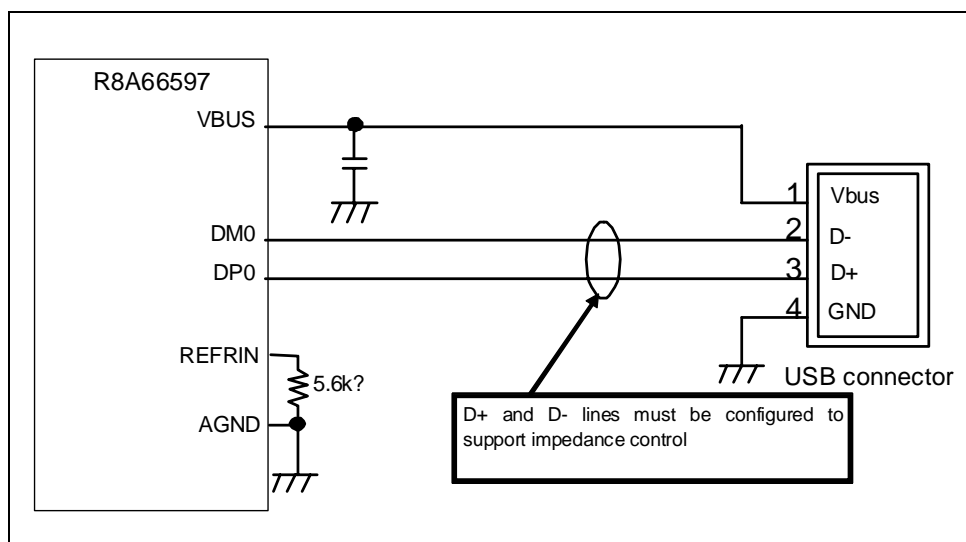 R8A66597
VBUS
DM0
DP0
REFRIN
5.6k?
AGND
1 Vbus
2 D-
3 D+
4 GND
USB connector
D+ and D- lines must be configured to
support impedance control